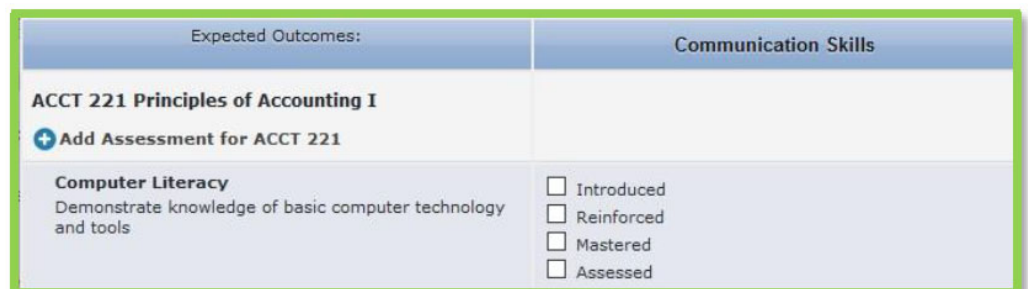 Expected Outcomes:
Communication Skills
ACCT 221 Principles of Accounting I
Add Assessment for ACCT 221
Computer Literacy
Demonstrate knowledge of basic computer technology
and tools
Introduced
Reinforced
Mastered
Assessed